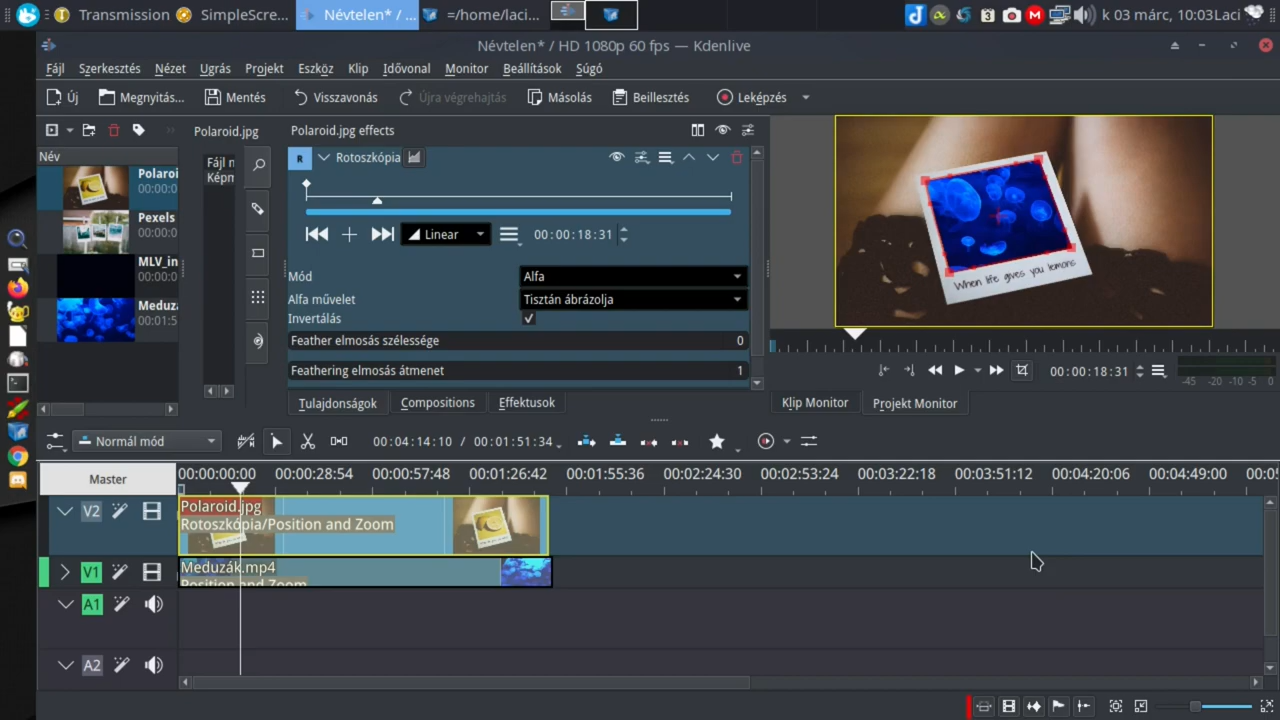 Transmission
SimpleScre...
Névtelen* / ...
=/home/laci...
k 03 márc, 10:03
Laci
Névtelen* / HD 1080p 60 fps — Kdenlive
Fájl Szerkesztés Nézet Ugrás Projekt Eszköz Klip Idővonal Monitor Beállítások Súgó
Új Megnyitás... Mentés Visszavonás Újra végrehajtás Másolás Beillesztés Leképzés
Név
Polaroi
00:00:0
Pexels
00:00:0
MLV_in
00:00:0
Meduza
00:01:5
Polaroid.jpg
Fájl n
Képm
Polaroid.jpg effects
R Rotoszkópia
Linear 00:00:18:31
Mód Alfa
Alfa művelet Tisztán ábrázolja
Invertálás
Feather elmosás szélessége 0
Feathering elmosás átmenet 1
Tulajdonságok Compositions Effektusok
When life gives you lemons
00:00:18:31
-45 -20 -10 -5 0
Klip Monitor Projekt Monitor
Normál mód 00:04:14:10 / 00:01:51:34
Master
00:00:00:00 00:00:28:54 00:00:57:48 00:01:26:42 00:01:55:36 00:02:24:30 00:02:53:24 00:03:22:18 00:03:51:12 00:04:20:06 00:04:49:00 00:05
V2
Polaroid.jpg
Rotoszkópia/Position and Zoom
V1
Meduzák.mp4
Position and Zoom
A1
A2